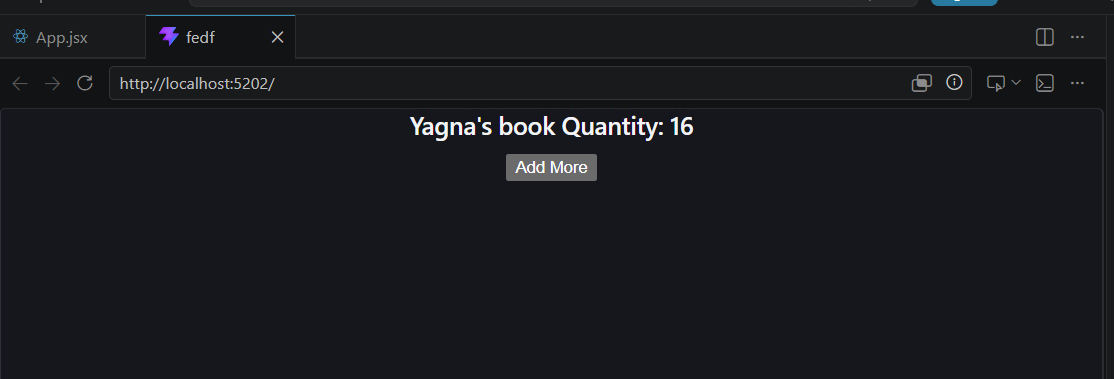 App.jsx
fedf
http://localhost:5202/
Yagna's book Quantity: 16
Add More